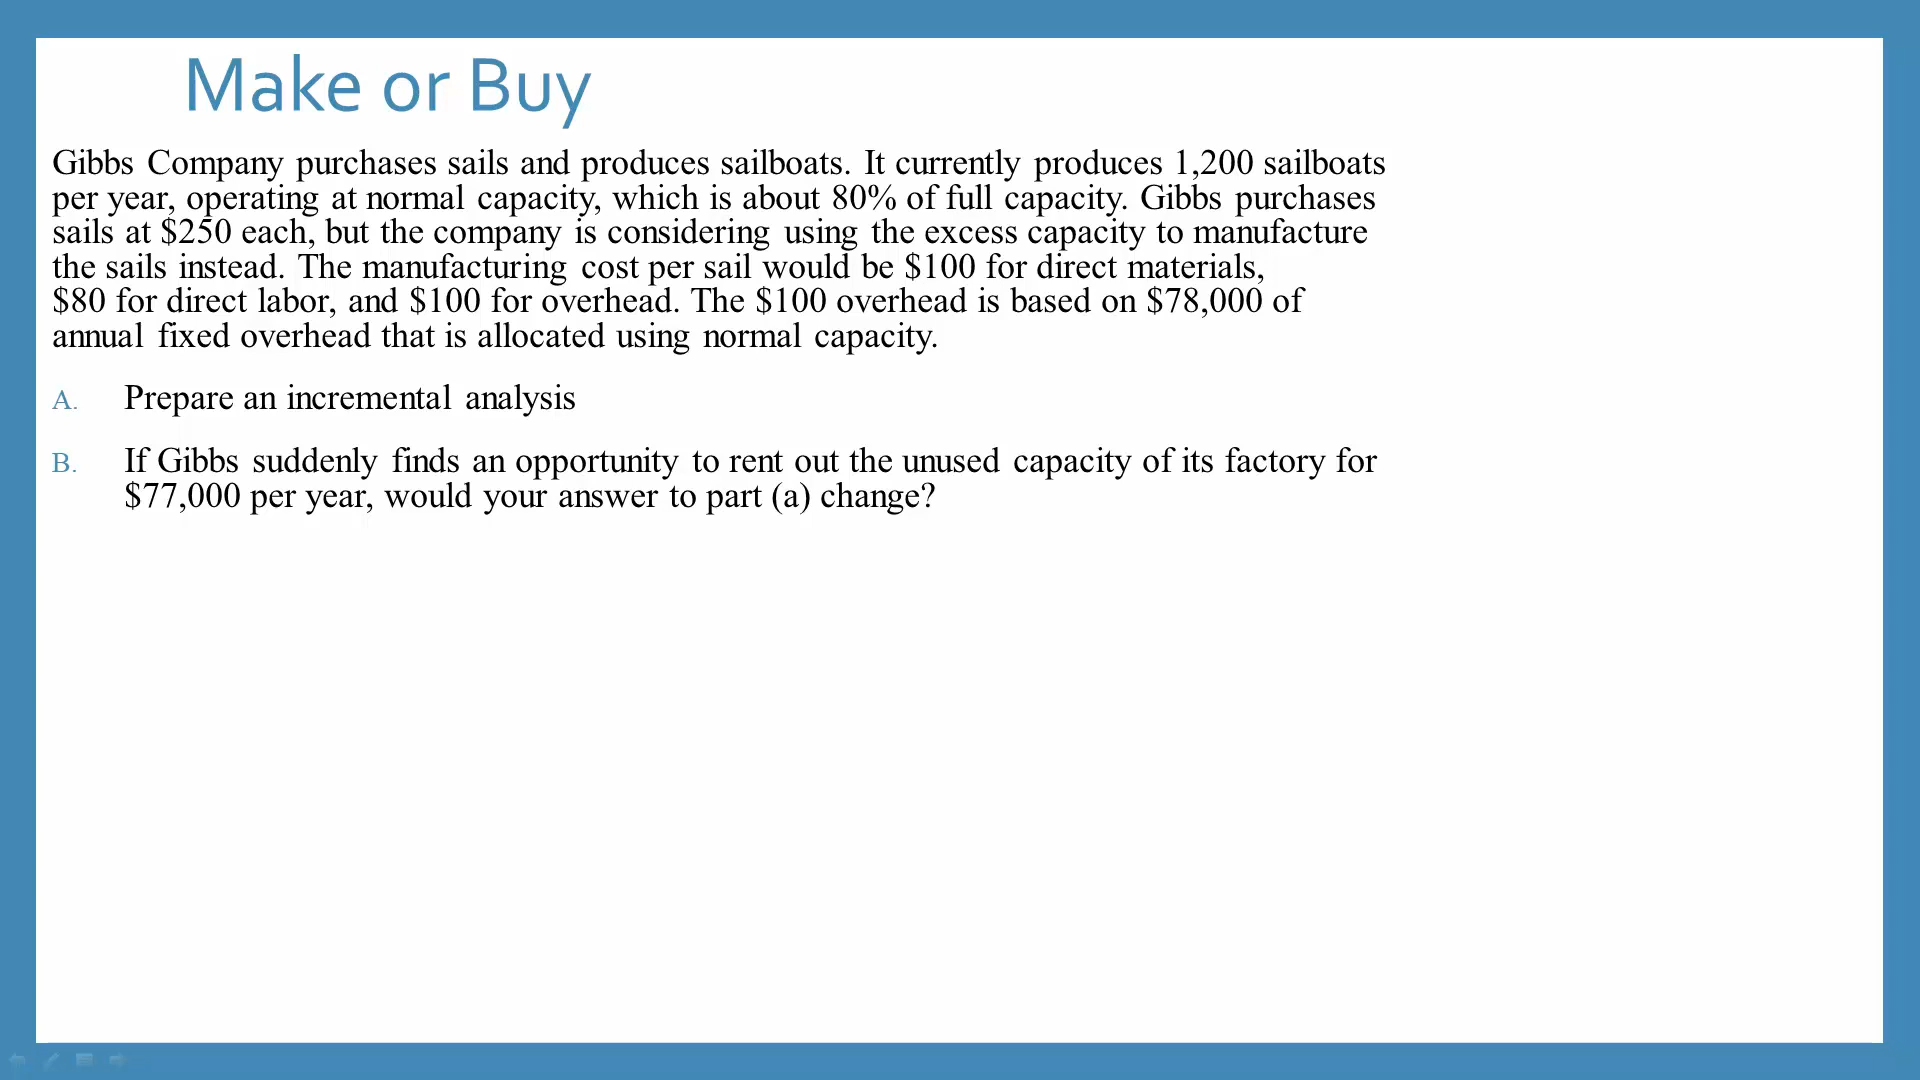 Make or Buy
Gibbs Company purchases sails and produces sailboats. It currently produces 1,200 sailboats
per year, operating at normal capacity, which is about 80% of full capacity. Gibbs purchases
sails at $250 each, but the company is considering using the excess capacity to manufacture
the sails instead. The manufacturing cost per sail would be $100 for direct materials,
$80 for direct labor, and $100 for overhead. The $100 overhead is based on $78,000 of
annual fixed overhead that is allocated using normal capacity.
A. Prepare an incremental analysis
B. If Gibbs suddenly finds an opportunity to rent out the unused capacity of its factory for
$77,000 per year, would your answer to part (a) change?